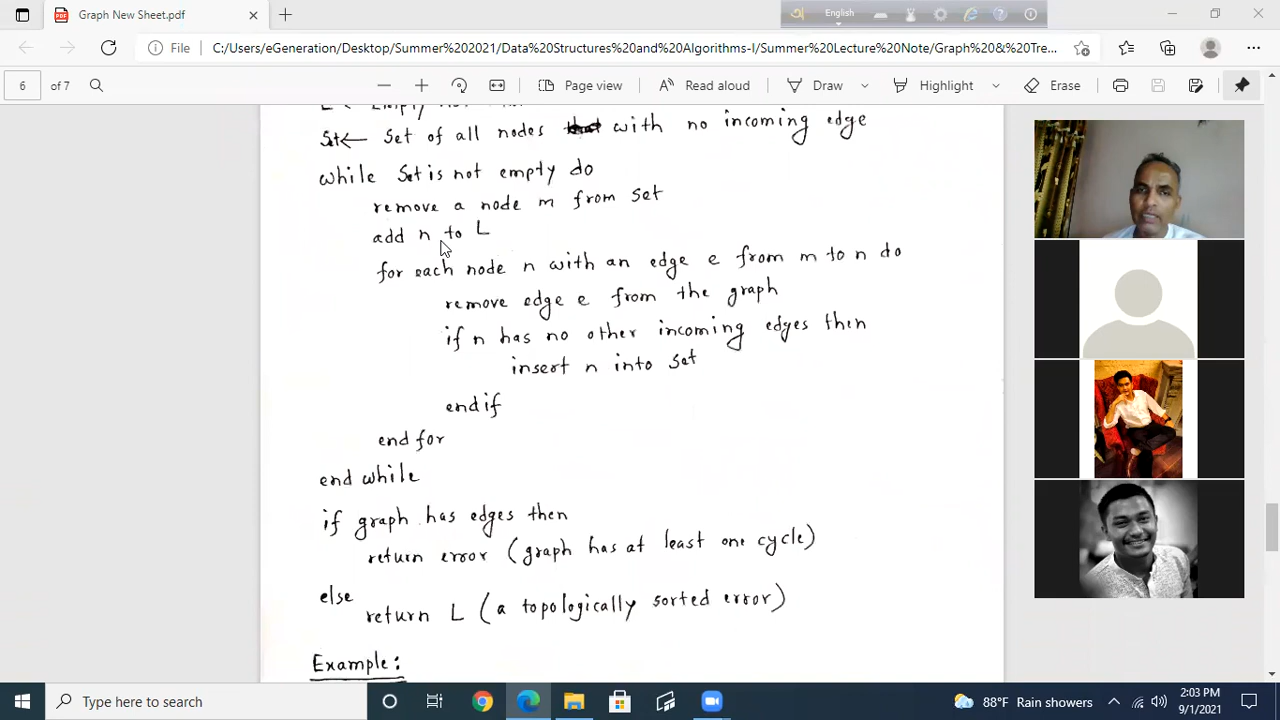 Graph New Sheet.pdf
English
File
C:/Users/eGeneration/Desktop/Summer%202021/Data%20Structures%20and%20Algorithms-I/Summer%20Lecture%20Note/Graph%20&%20Tre...
6 of 7
Page view
Read aloud
Draw
Highlight
Erase
L ← Empty
Set ← Set of all nodes with no incoming edge
while Set is not empty do
remove a node m from set
add n to L
for each node n with an edge e from m to n do
remove edge e from the graph
if n has no other incoming edges then
insert n into set
endif
end for
end while
if graph has edges then
return error (graph has at least one cycle)
else
return L (a topologically sorted error)
Example:
Type here to search
88°F Rain showers
2:03 PM
9/1/2021